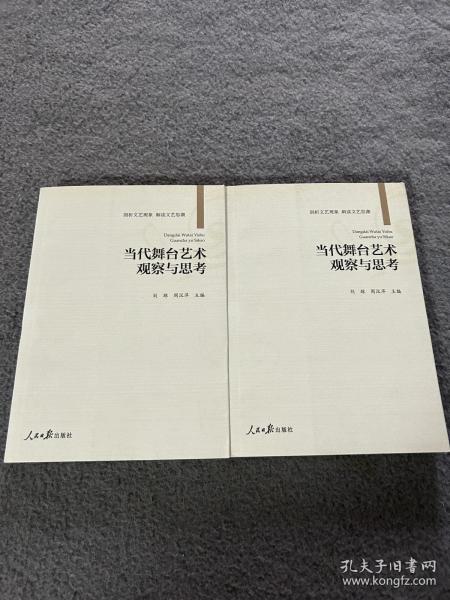 剖析文艺现象 解读文艺思潮
Dangdai Wutai Yishu
Guancha yu Sikao
当代舞台艺术
观察与思考
刘 琼 周汉萍 主编
人民日报出版社
剖析文艺现象 解读文艺思潮
Dangdai Wutai Yishu
Guancha yu Sikao
当代舞台艺术
观察与思考
刘 琼 周汉萍 主编
人民日报出版社
孔夫子旧书网
www.kongfz.com